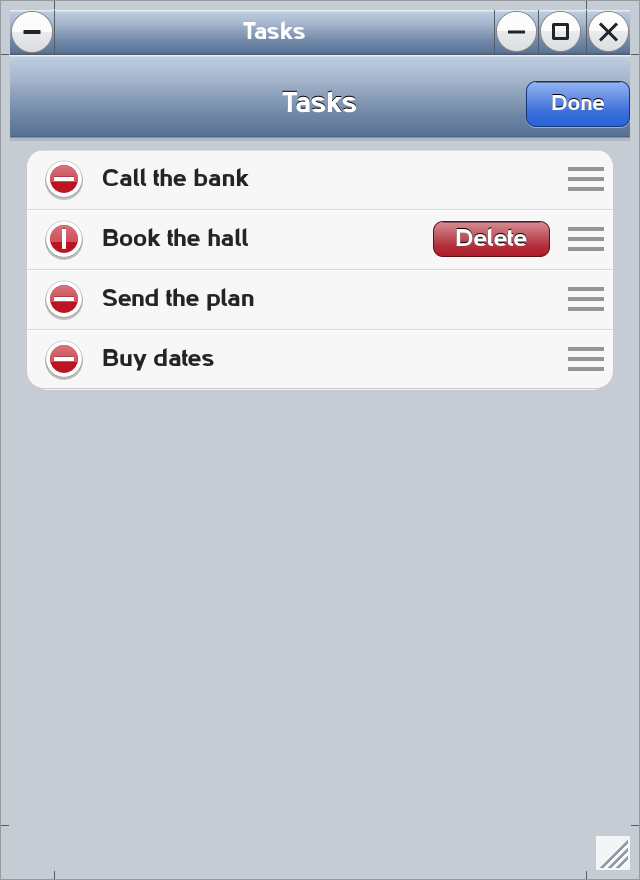 Tasks
Tasks
Done
Call the bank
Book the hall
Delete
Send the plan
Buy dates